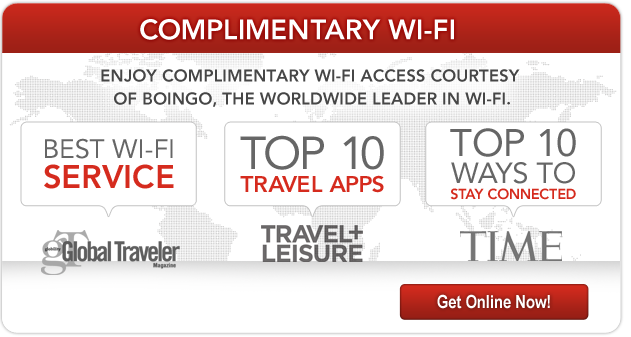 COMPLIMENTARY WI-FI
ENJOY COMPLIMENTARY WI-FI ACCESS COURTESY
OF BOINGO, THE WORLDWIDE LEADER IN WI-FI.
BEST WI-FI
SERVICE
TOP 10
TRAVEL APPS
TOP 10
WAYS TO
STAY CONNECTED
gT
Global Traveler
Magazine
TRAVEL+
LEISURE
TIME
Get Online Now!